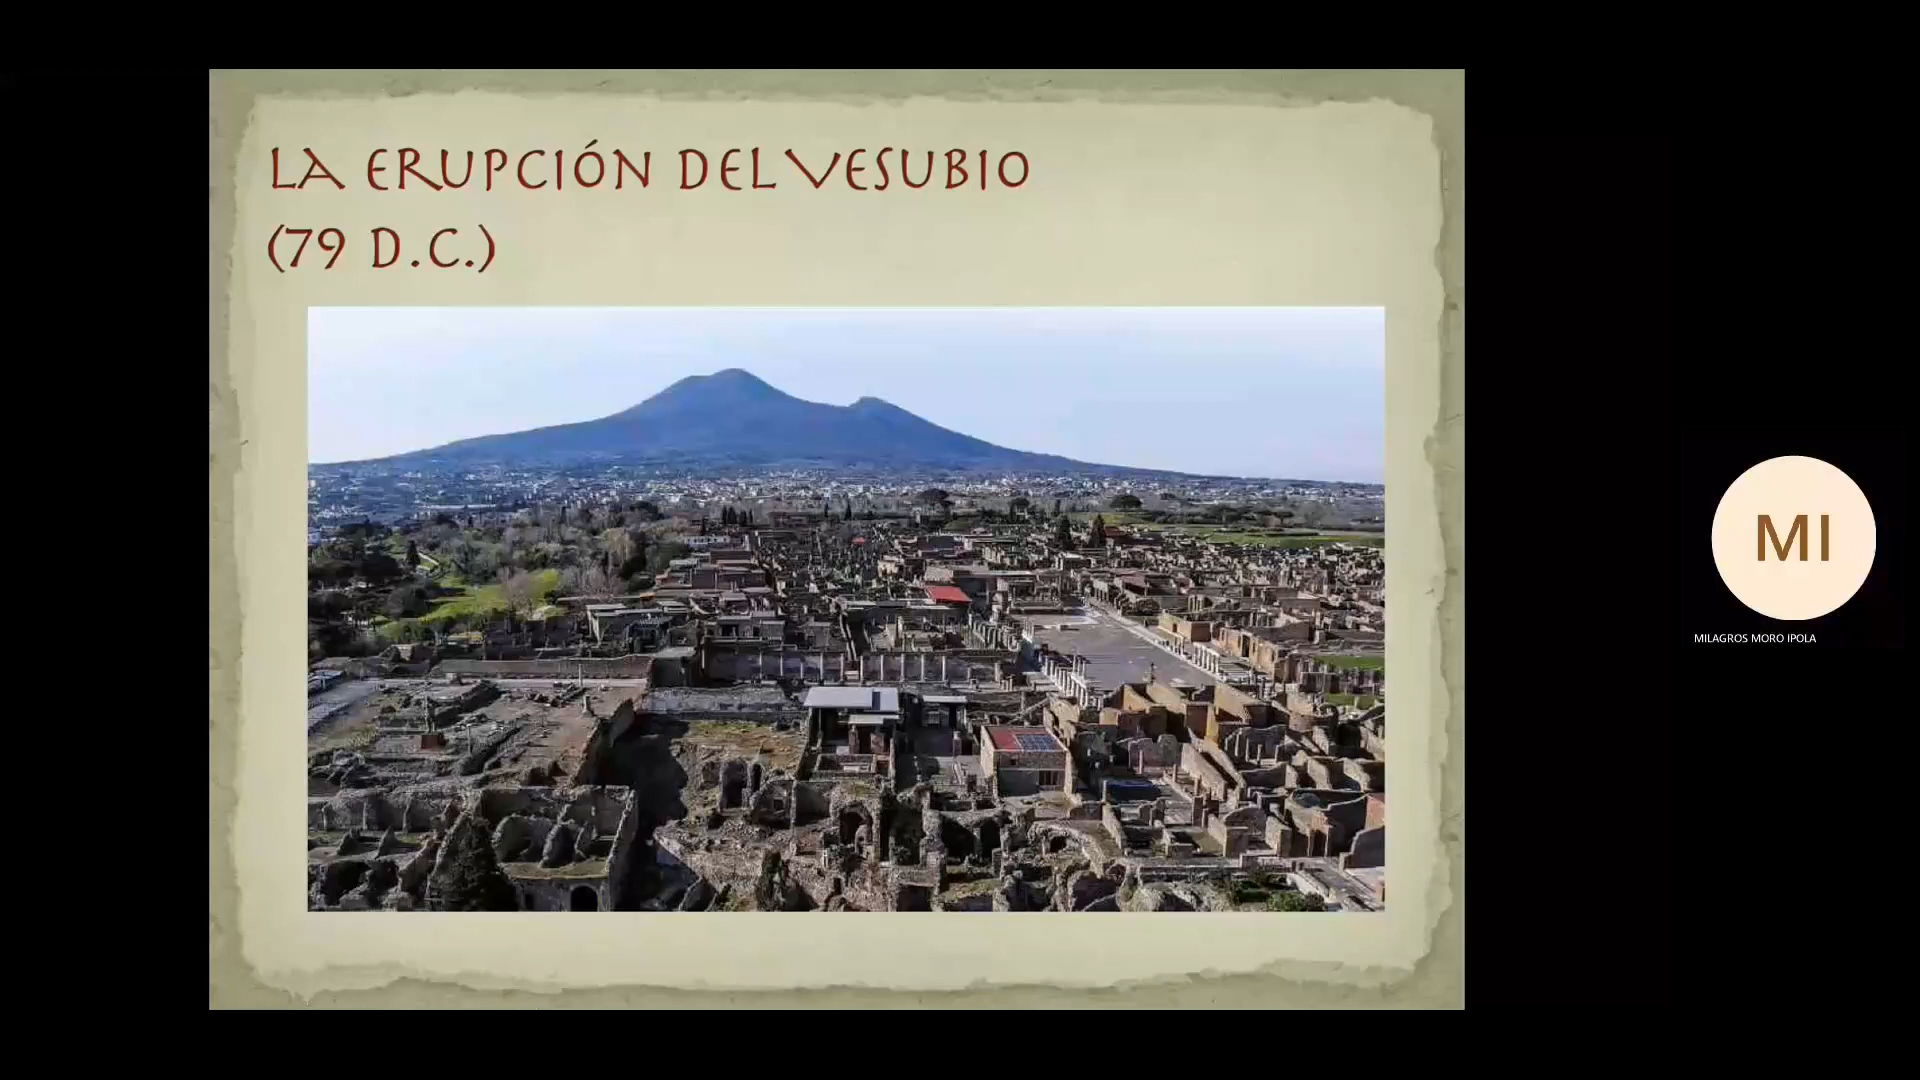 LA ERUPCIÓN DEL VESUBIO
(79 D.C.)
MI
MILAGROS MORO IPOLA